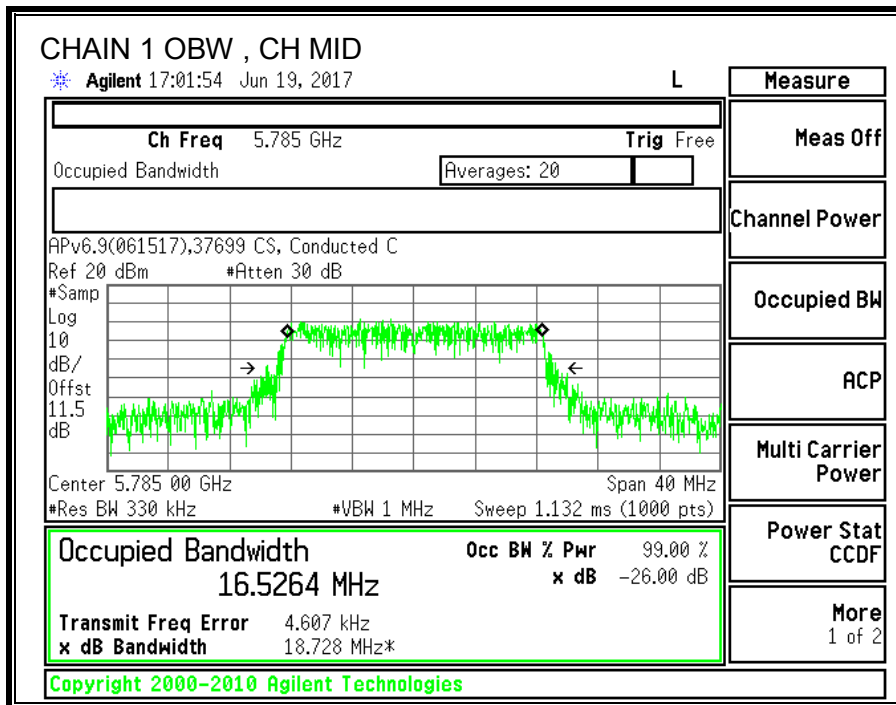 CHAIN 1 OBW , CH MID
Agilent 17:01:54 Jun 19, 2017 L
Measure
Ch Freq 5.785 GHz Trig Free
Occupied Bandwidth Averages: 20
APv6.9(061517),37699 CS, Conducted C
Ref 20 dBm #Atten 30 dB
#Samp
Log
10
dB/
Offst
11.5
dB
Center 5.785 00 GHz Span 40 MHz
#Res BW 330 kHz #VBW 1 MHz Sweep 1.132 ms (1000 pts)
Occupied Bandwidth Occ BW % Pwr 99.00 %
16.5264 MHz x dB -26.00 dB
Transmit Freq Error 4.607 kHz
x dB Bandwidth 18.728 MHz*
Copyright 2000-2010 Agilent Technologies
Meas Off
Channel Power
Occupied BW
ACP
Multi Carrier
Power
Power Stat
CCDF
More
1 of 2